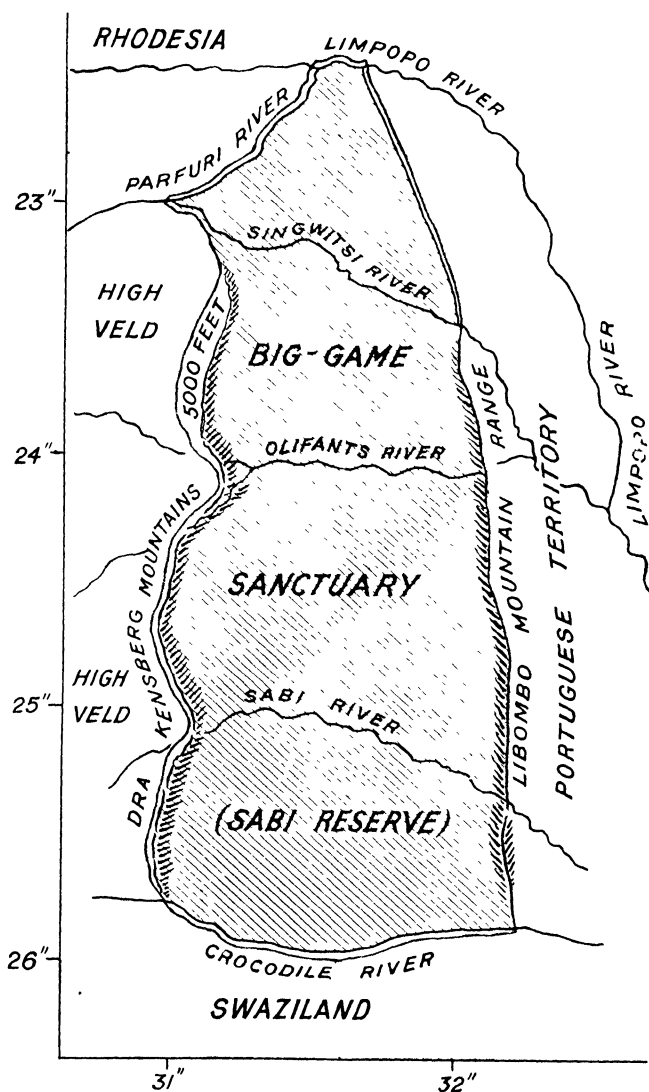 RHODESIA
LIMPOPO RIVER
PARFURI RIVER
23"
SINGWITSI RIVER
HIGH
VELD
5000 FEET
BIG-GAME
LIMPOPO RIVER
24"
OLIFANTS RIVER
SANCTUARY
LIBOMBO MOUNTAIN RANGE
PORTUGUESE TERRITORY
DRA KENSBERG MOUNTAINS
HIGH
VELD
25"
SABI RIVER
(SABI RESERVE)
26"
CROCODILE RIVER
SWAZILAND
31"
32"